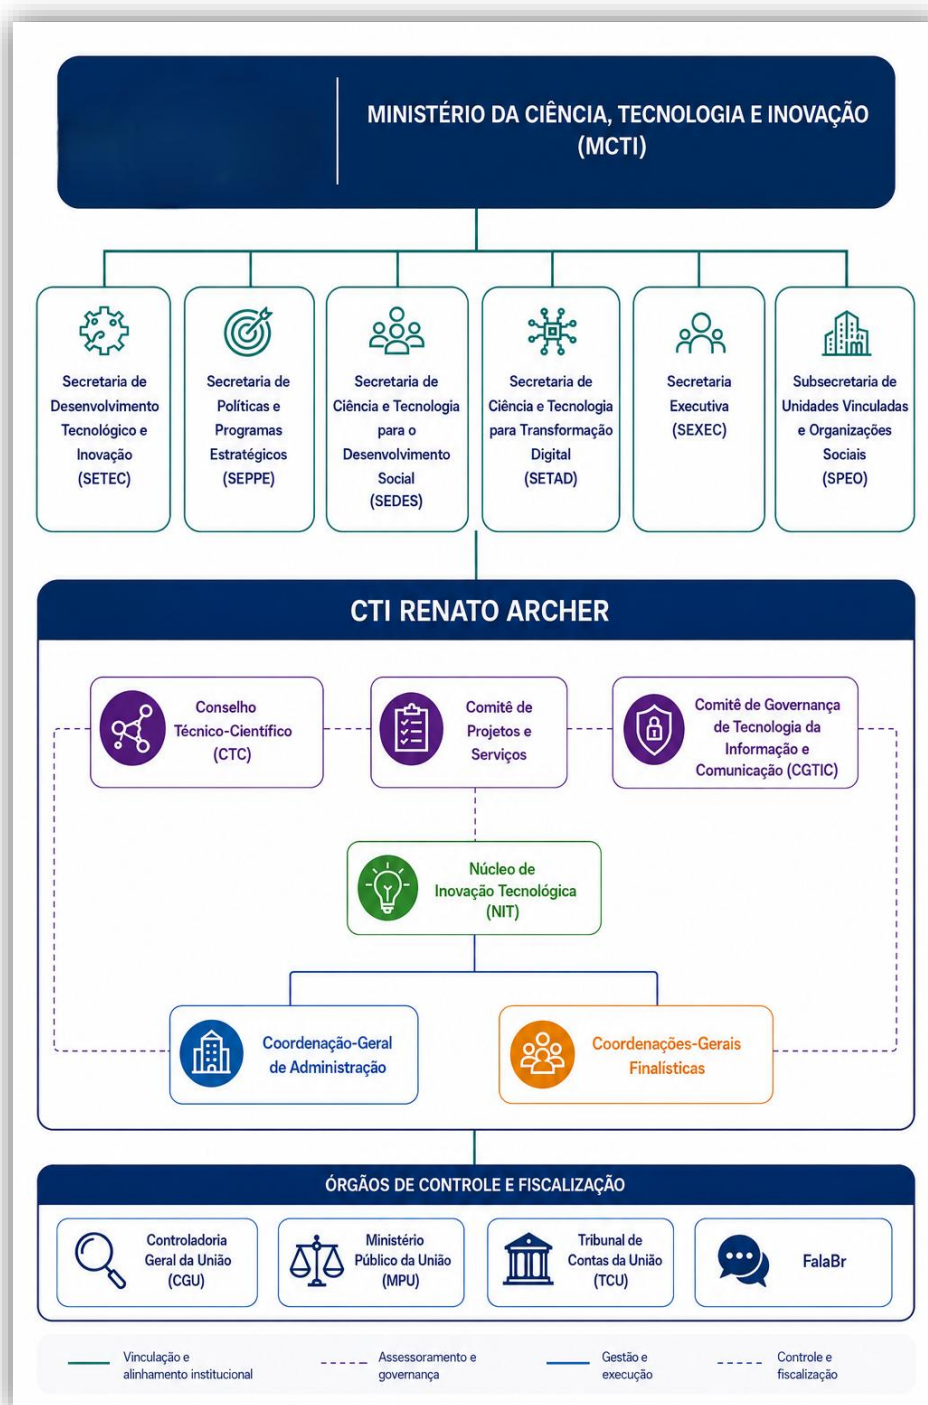 MINISTÉRIO DA CIÊNCIA, TECNOLOGIA E INOVAÇÃO
(MCTI)
Secretaria de
Desenvolvimento
Tecnológico e
Inovação
(SETEC)
Secretaria de
Políticas e
Programas
Estratégicos
(SEPPE)
Secretaria de
Ciência e Tecnologia
para o
Desenvolvimento
Social
(SEDES)
Secretaria de
Ciência e Tecnologia
para Transformação
Digital
(SETAD)
Secretaria
Executiva
(SEXEC)
Subsecretaria de
Unidades Vinculadas
e Organizações
Sociais
(SPEO)
CTI RENATO ARCHER
Conselho
Técnico-Científico
(CTC)
Comitê de
Projetos e
Serviços
Comitê de Governança
de Tecnologia da
Informação e
Comunicação (CGTIC)
Núcleo de
Inovação Tecnológica
(NIT)
Coordenação-Geral
de Administração
Coordenações-Gerais
Finalísticas
ÓRGÃOS DE CONTROLE E FISCALIZAÇÃO
Controladoria
Geral da União
(CGU)
Ministério
Público da União
(MPU)
Tribunal de
Contas da União
(TCU)
FalaBr
Vinculação e
alinhamento institucional
Assessoramento e
governança
Gestão e
execução
Controle e
fiscalização